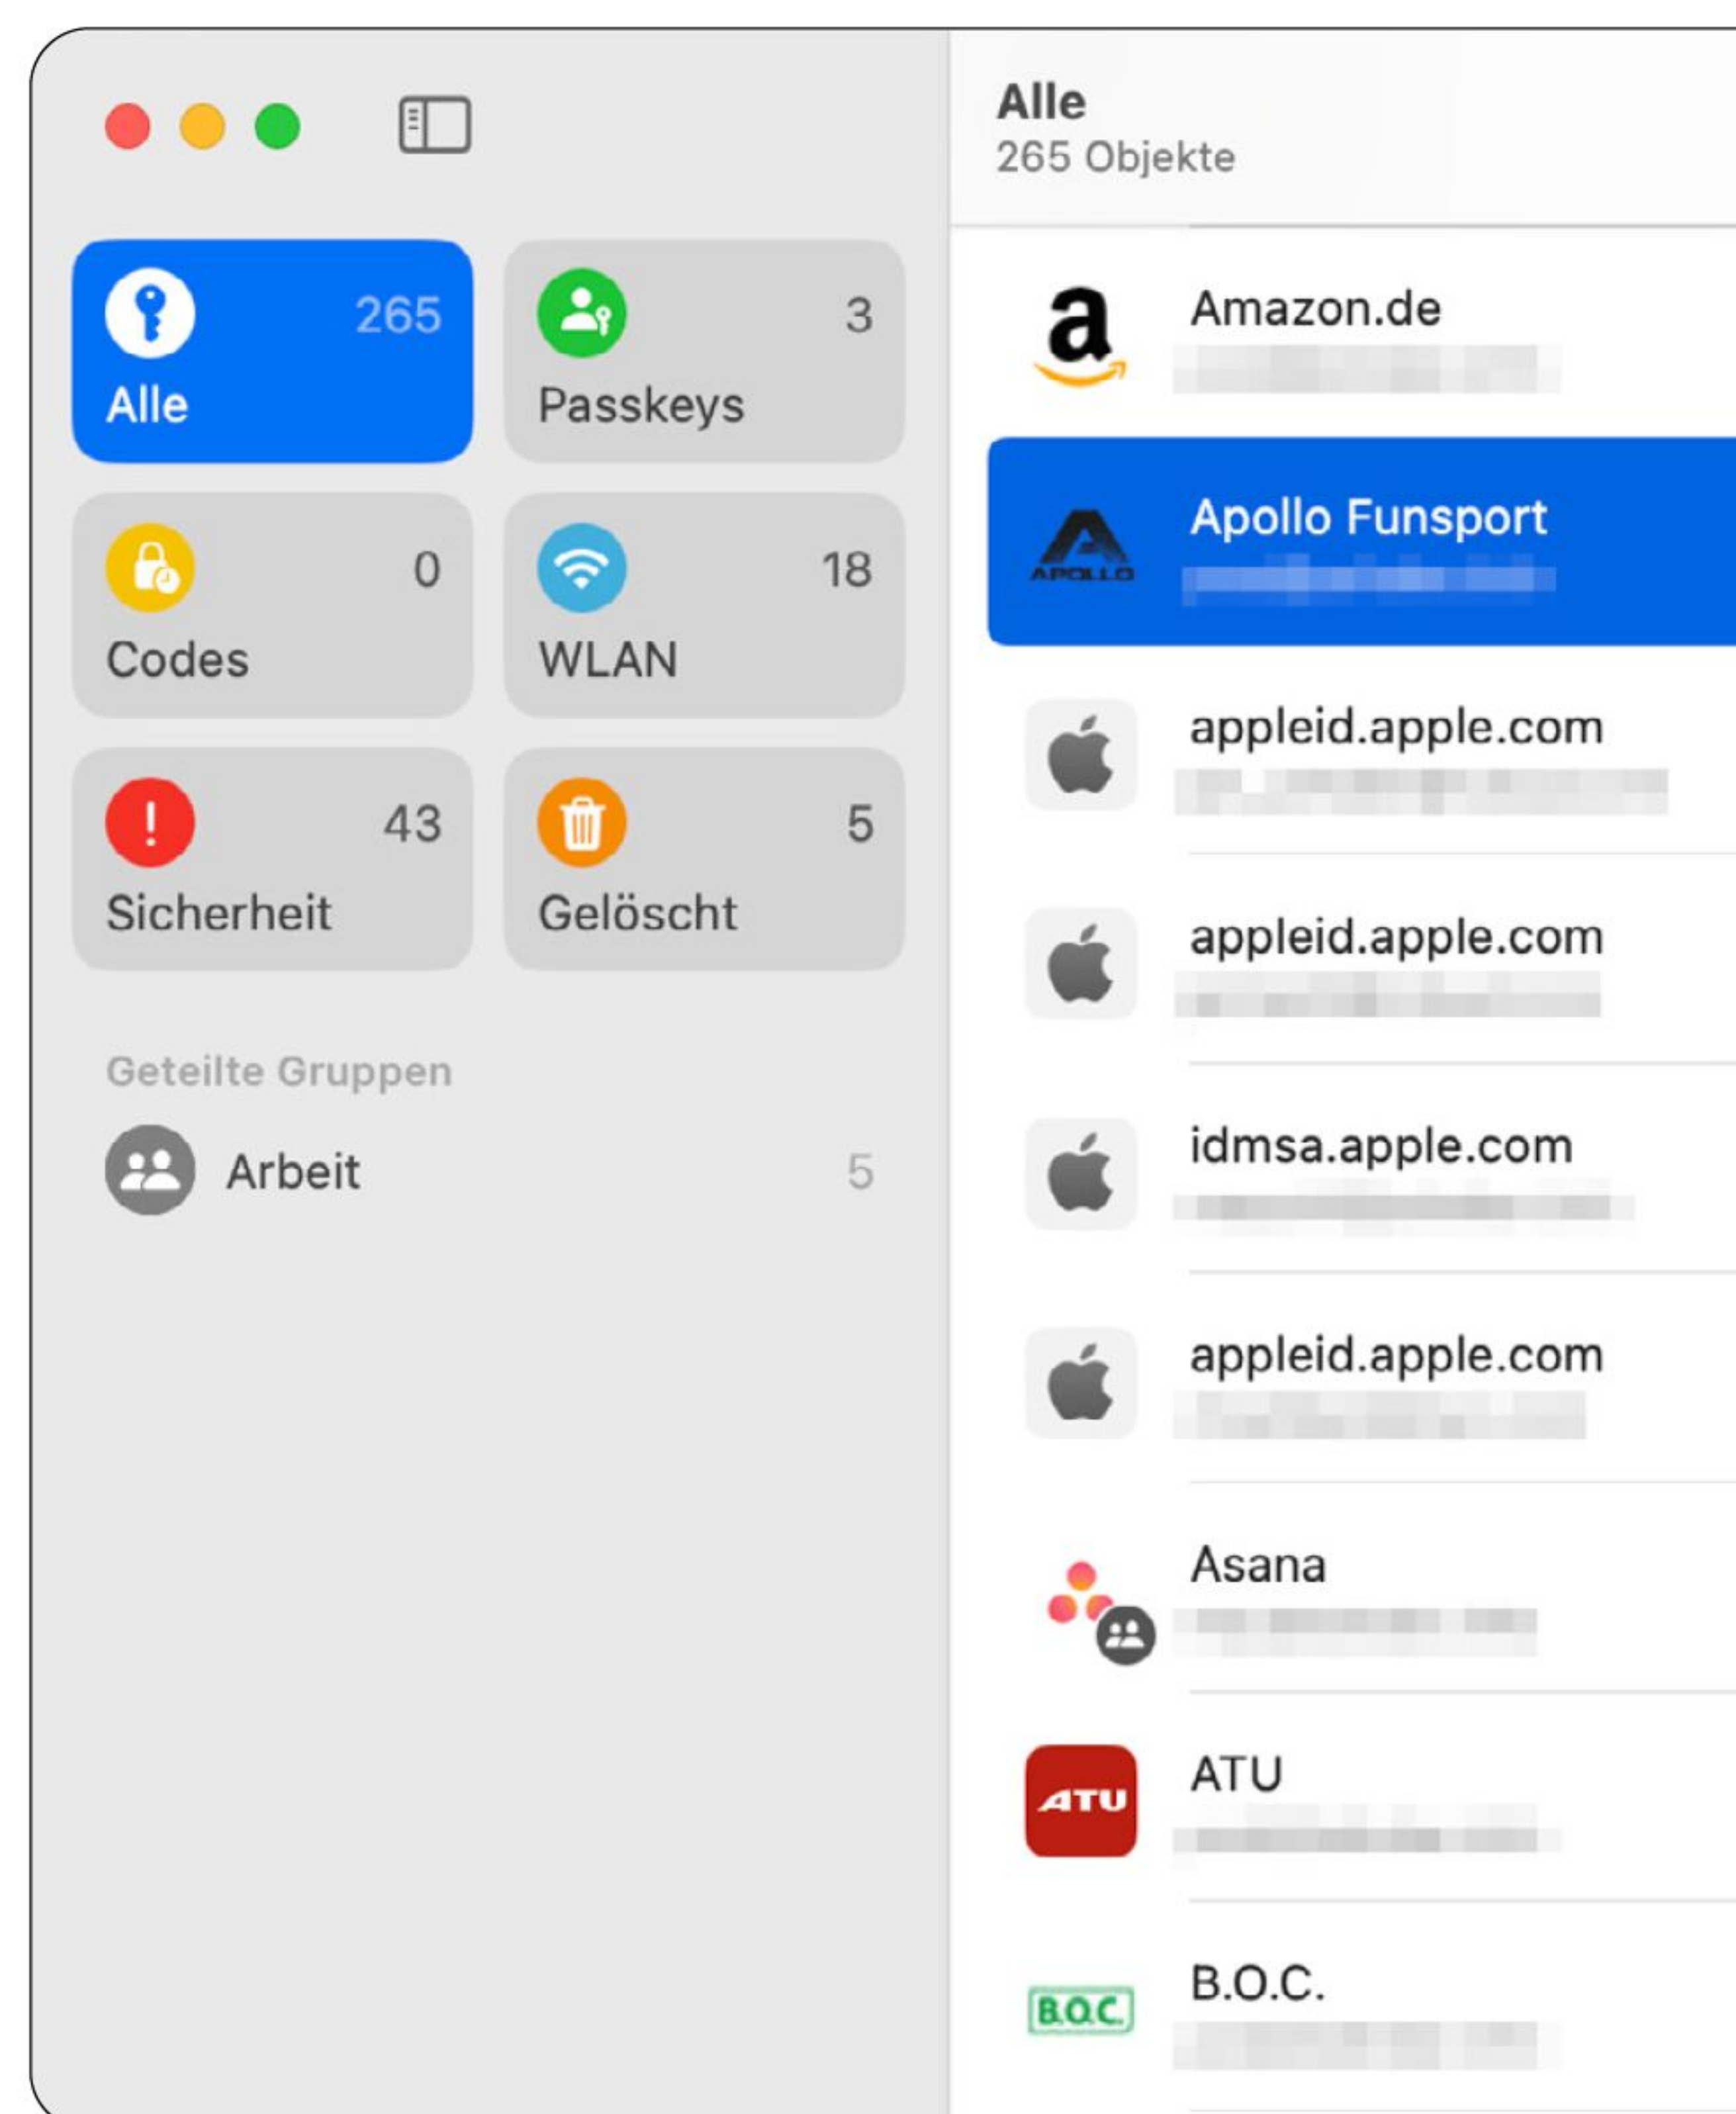 265
Alle
3
Passkeys
0
Codes
18
WLAN
43
Sicherheit
5
Gelöscht
Geteilte Gruppen
Arbeit
5
Alle
265 Objekte
a
Amazon.de
APOLLO
Apollo Funsport
appleid.apple.com
appleid.apple.com
idmsa.apple.com
appleid.apple.com
Asana
ATU
ATU
B.O.C.
B.O.C.